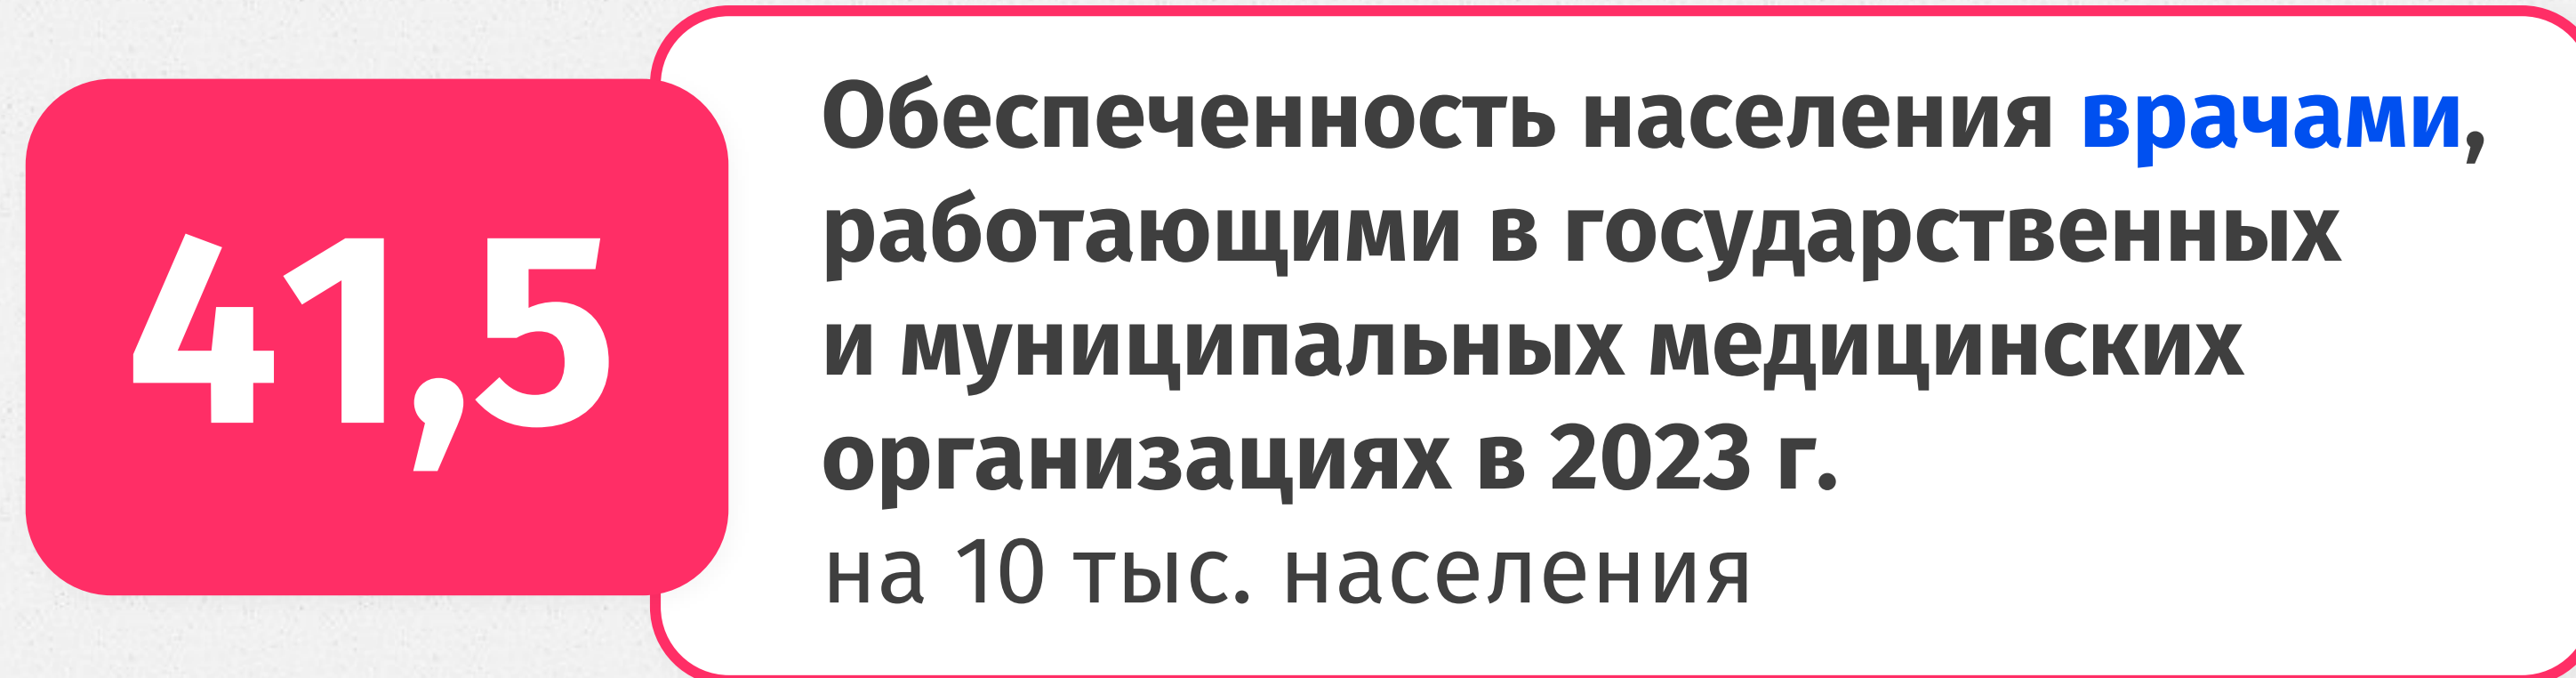 41,5
Обеспеченность населения врачами,
работающими в государственных
и муниципальных медицинских
организациях в 2023 г.
на 10 тыс. населения